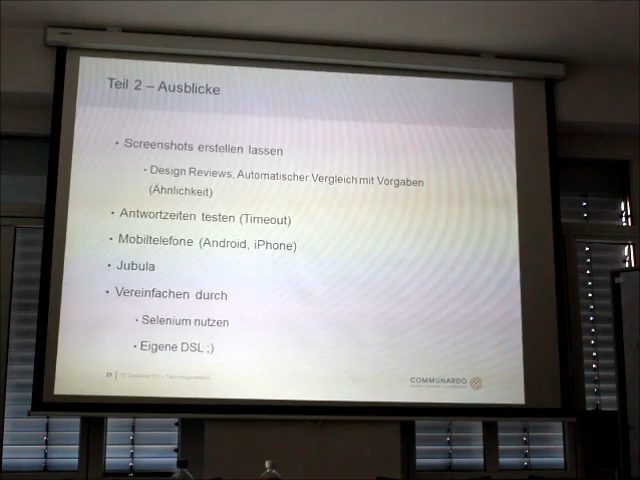 Teil 2 – Ausblicke
• Screenshots erstellen lassen
• Design Reviews, Automatischer Vergleich mit Vorgaben
(Ähnlichkeit)
• Antwortzeiten testen (Timeout)
• Mobiltelefone (Android, iPhone)
• Jubula
• Vereinfachen durch
• Selenium nutzen
• Eigene DSL ;)
21
COMMUNARDO